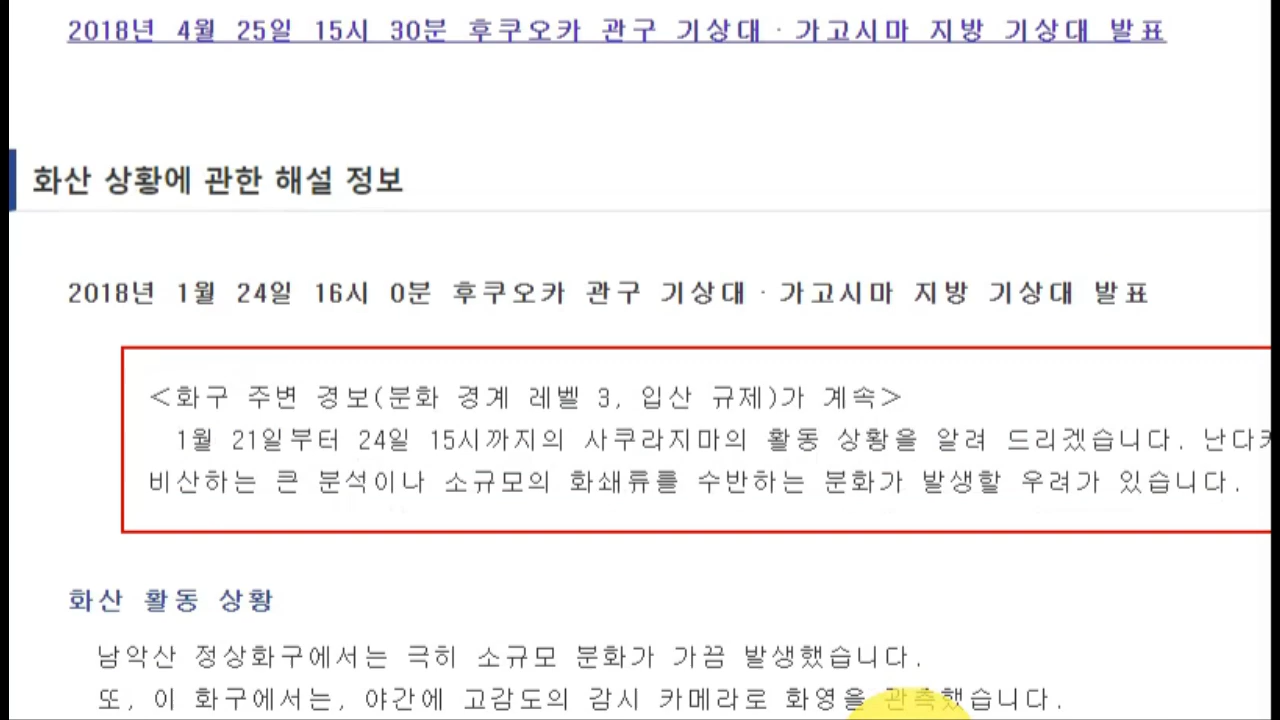 2018년 4월 25일 15시 30분 후쿠오카 관구 기상대 · 가고시마 지방 기상대 발표
화산 상황에 관한 해설 정보
2018년 1월 24일 16시 0분 후쿠오카 관구 기상대 · 가고시마 지방 기상대 발표
<화구 주변 경보(분화 경계 레벨 3, 입산 규제)가 계속>
1월 21일부터 24일 15시까지의 사쿠라지마의 활동 상황을 알려 드리겠습니다. 난다
비산하는 큰 분석이나 소규모의 화쇄류를 수반하는 분화가 발생할 우려가 있습니다.
화산 활동 상황
남악산 정상화구에서는 극히 소규모 분화가 가끔 발생했습니다.
또, 이 화구에서는, 야간에 고감도의 감시 카메라로 화영을 관측했습니다.